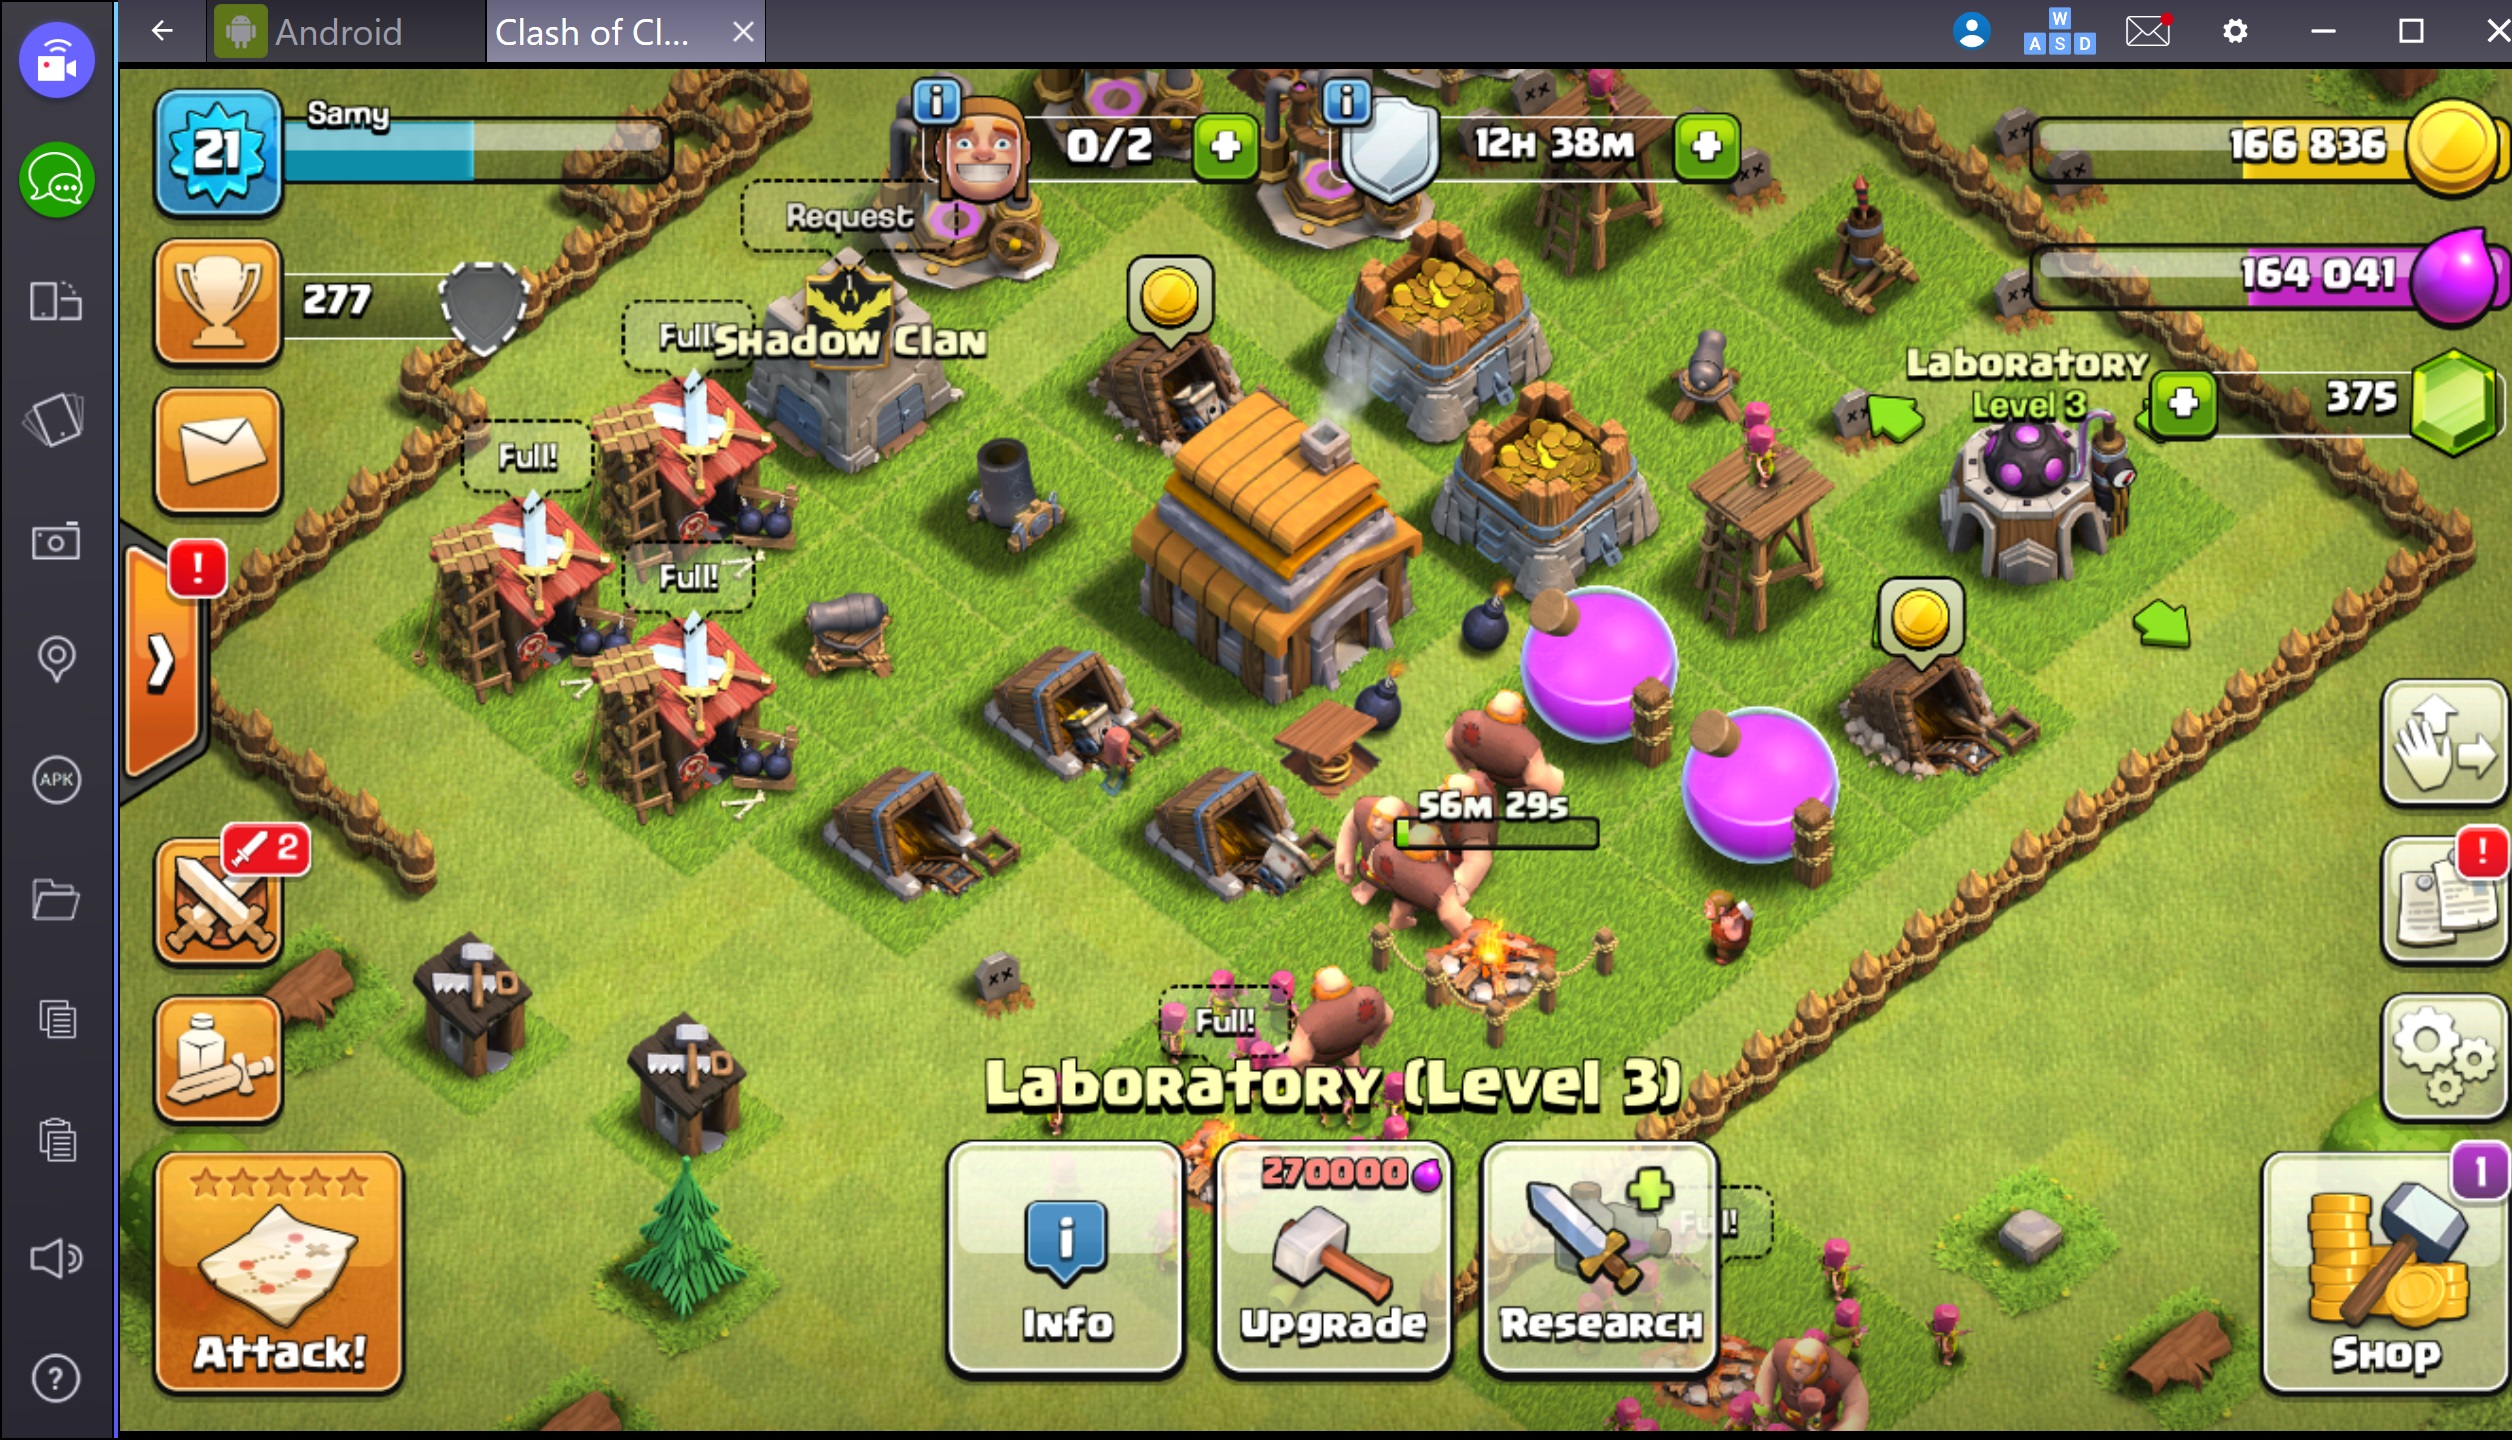 Android
Clash of Cl...
W
A S D
21
Samy
0/2
12H 38M
166 836
Request
277
164 041
Full!
Shadow Clan
Laboratory
Level 3
375
Full!
Full!
!
APK
56M 29s
2
!
Full!
Laboratory (Level 3)
270000
1
Full!
Info
Upgrade
Research
Attack!
Shop